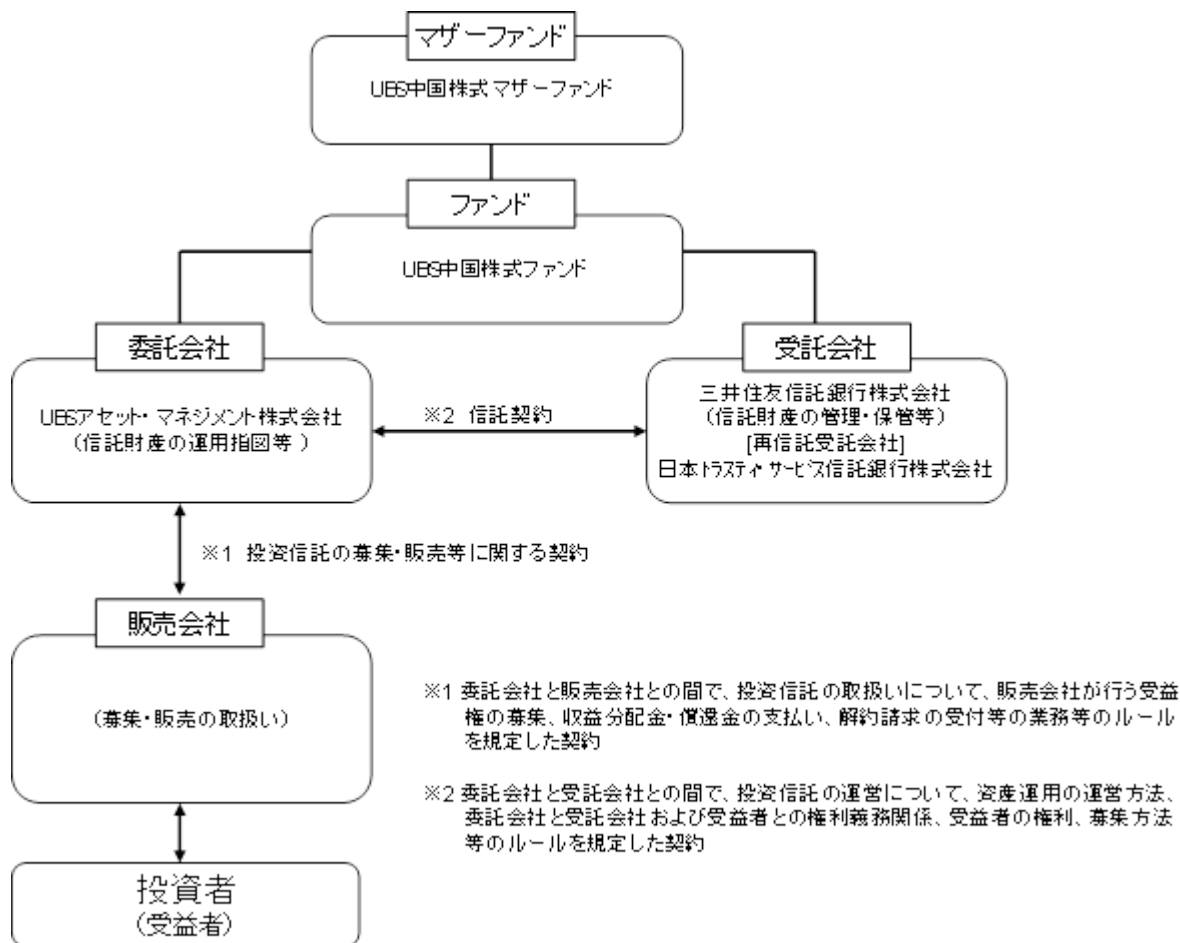 マザーファンド
UBS中国株式マザーファンド
ファンド
UBS中国株式ファンド
委託会社
UBSアセット・マネジメント株式会社
(信託財産の運用指図等)
※2 信託契約
受託会社
三井住友信託銀行株式会社
(信託財産の管理・保管等)
[再信託受託会社]
日本トラスティ・サービス信託銀行株式会社
※1 投資信託の募集・販売等に関する契約
販売会社
(募集・販売の取扱い)
※1 委託会社と販売会社との間で、投資信託の取扱いについて、販売会社が行う受益
権の募集、収益分配金・償還金の支払い、解約請求の受付等の業務等のルール
を規定した契約
※2 委託会社と受託会社との間で、投資信託の運営について、資産運用の運営方法、
委託会社と受託会社および受益者との権利義務関係、受益者の権利、募集方法
等のルールを規定した契約
投資者
(受益者)